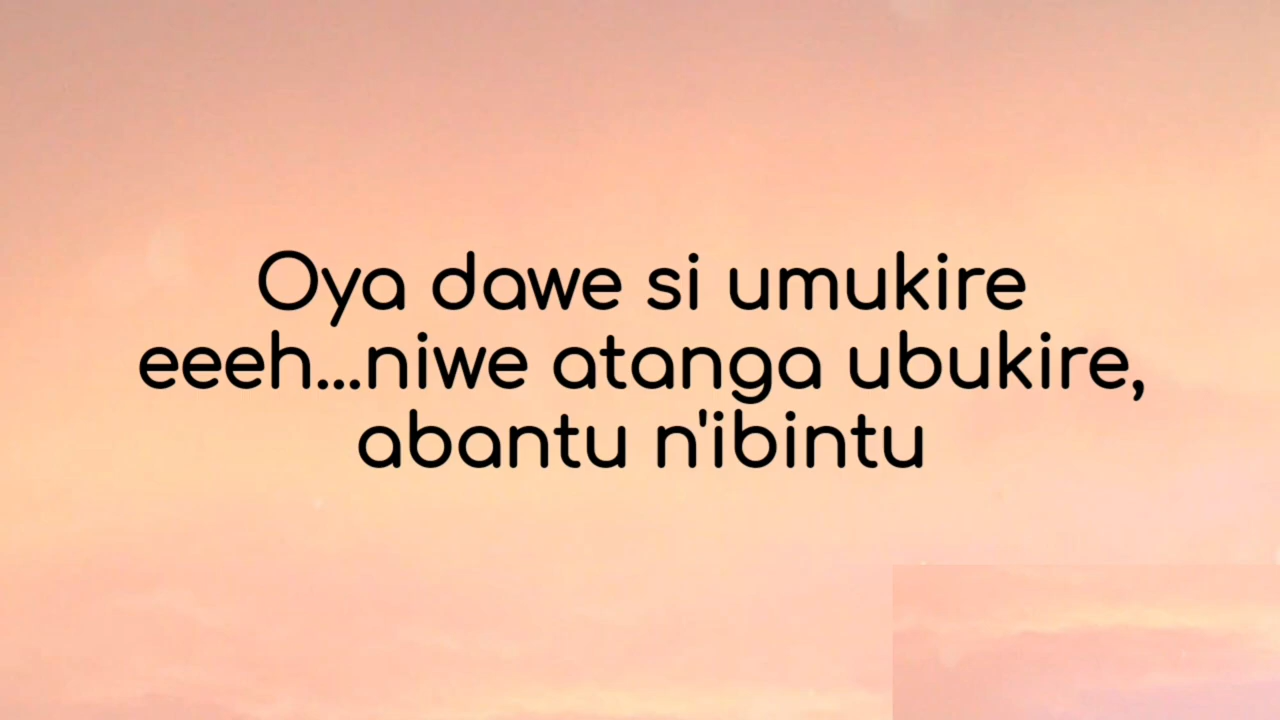 Oya dawe si umukire
eeeh...niwe atanga ubukire,
abantu n'ibintu